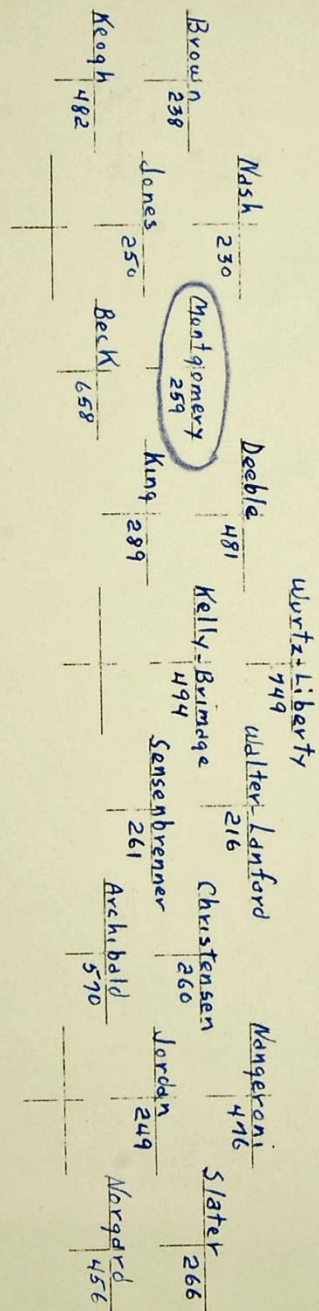 Wurtz-Liberty
749
Nash
230
Deeble
481
Walter-Lanford
216
Nangeroni
476
Brown
238
Montgomery
259
Kelly-Brimage
494
Christensen
260
Slater
266
Jones
250
King
289
Sensenbrenner
261
Jordan
249
Keogh
482
Beck
658
Archibald
570
Norgard
456